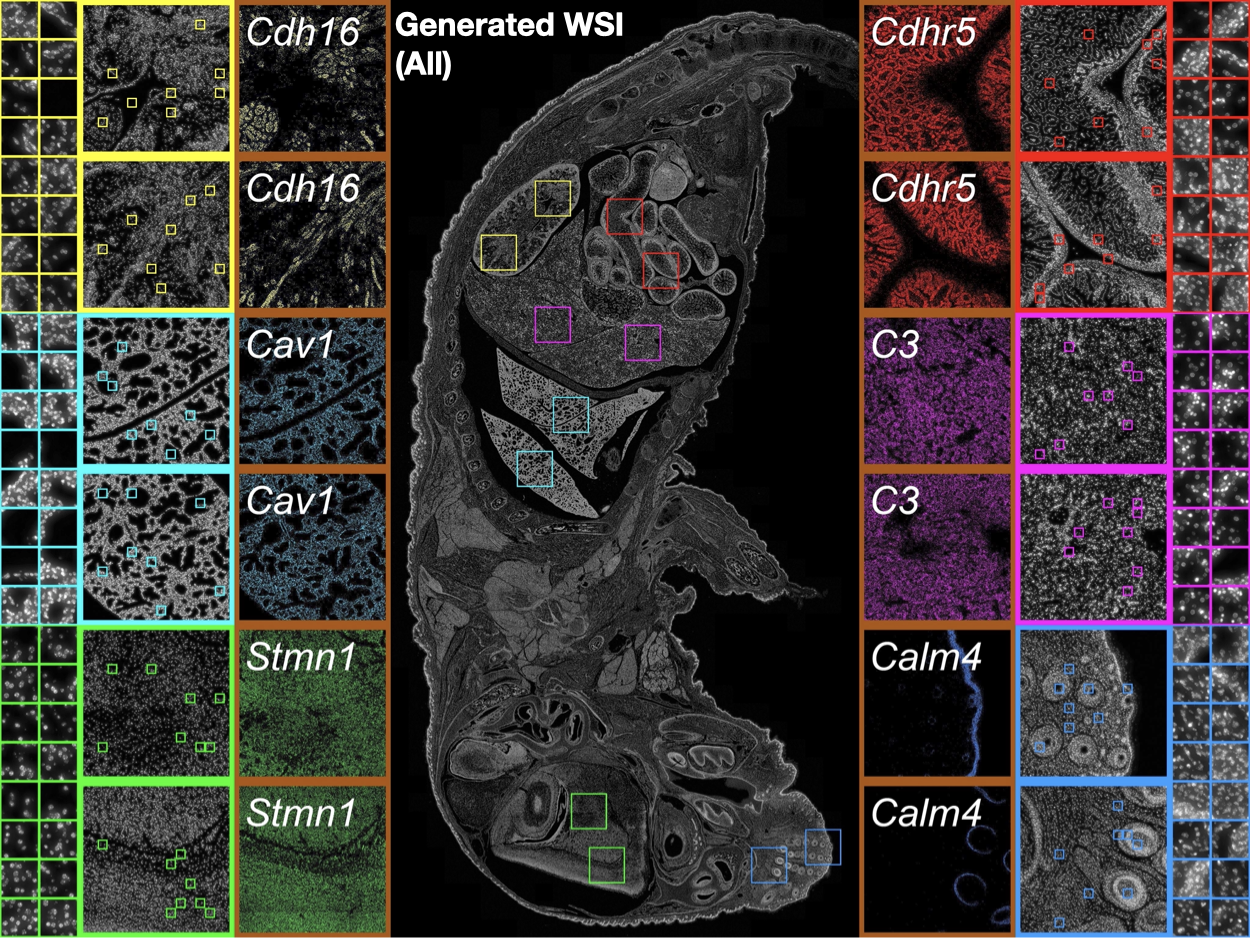 Cdh16
Generated WSI
(All)
Cdhr5
Cdh16
Cdhr5
Cav1
C3
Cav1
C3
Stmn1
Calm4
Stmn1
Calm4